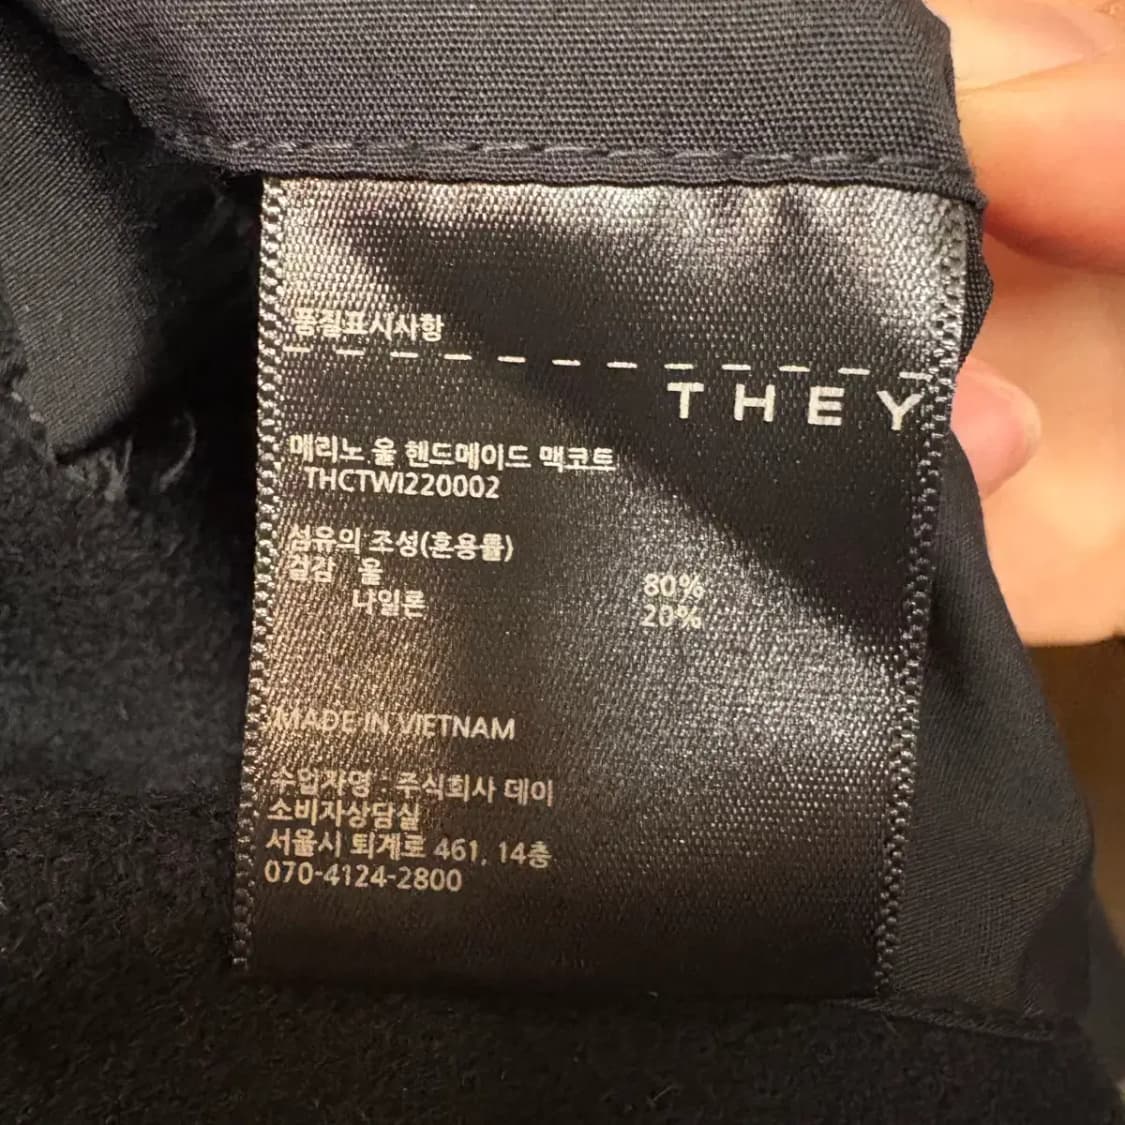 품질표시사항
THEY
메리노 울 핸드메이드 맥코트
THCTWI220002
섬유의 조성(혼용률)
겉감 울 80%
나일론 20%
MADE IN VIETNAM
수입자명 : 주식회사 데이
소비자상담실
서울시 퇴계로 461, 14층
070-4124-2800